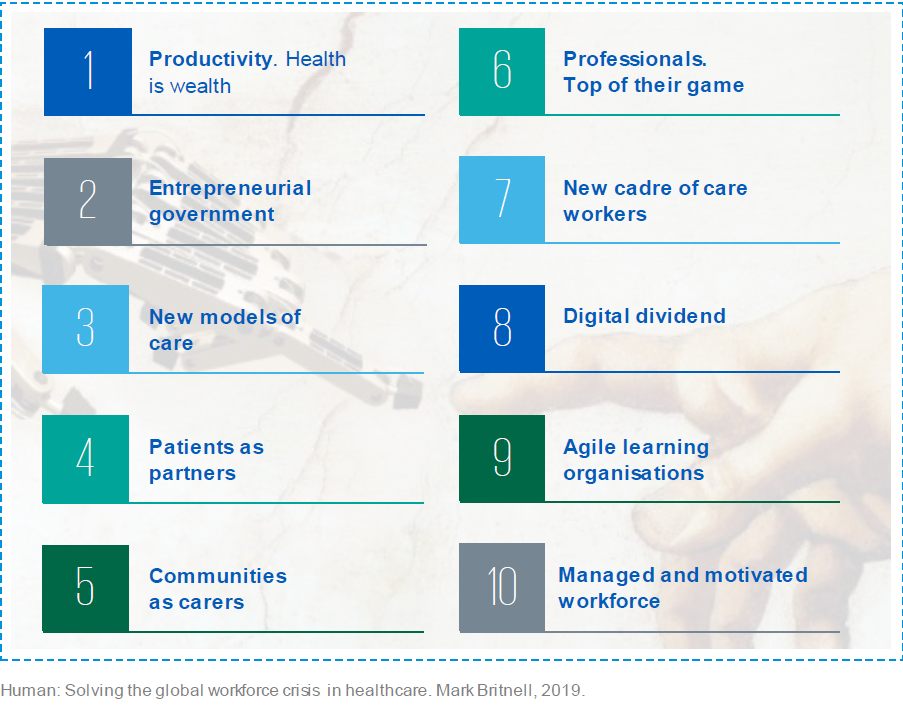 1
Productivity. Health
is wealth
2
Entrepreneurial
government
3
New models of
care
4
Patients as
partners
5
Communities
as carers
6
Professionals.
Top of their game
7
New cadre of care
workers
8
Digital dividend
9
Agile learning
organisations
10
Managed and motivated
workforce
Human: Solving the global workforce crisis in healthcare. Mark Britnell, 2019.